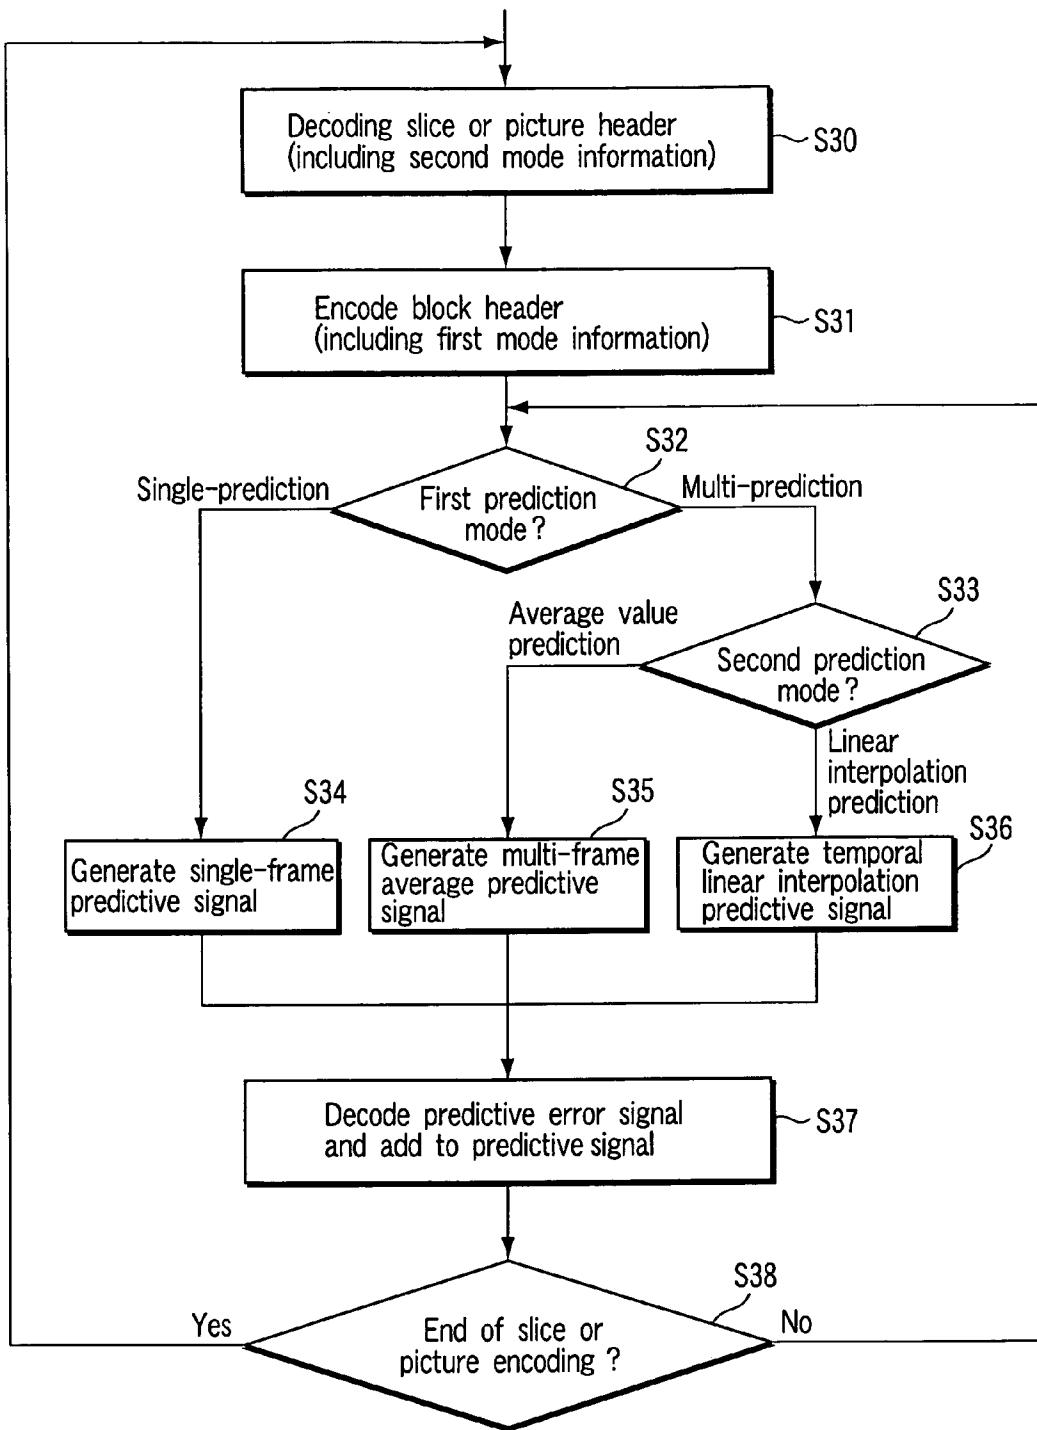 Decoding slice or picture header
(including second mode information)
S30
Encode block header
(including first mode information)
S31
S32
Single-prediction
First prediction
mode?
Multi-prediction
S33
Average value
prediction
Second prediction
mode?
Linear
interpolation
prediction
S34
Generate single-frame
predictive signal
S35
Generate multi-frame
average predictive
signal
S36
Generate temporal
linear interpolation
predictive signal
Decode predictive error signal
and add to predictive signal
S37
S38
Yes
End of slice or
picture encoding ?
No